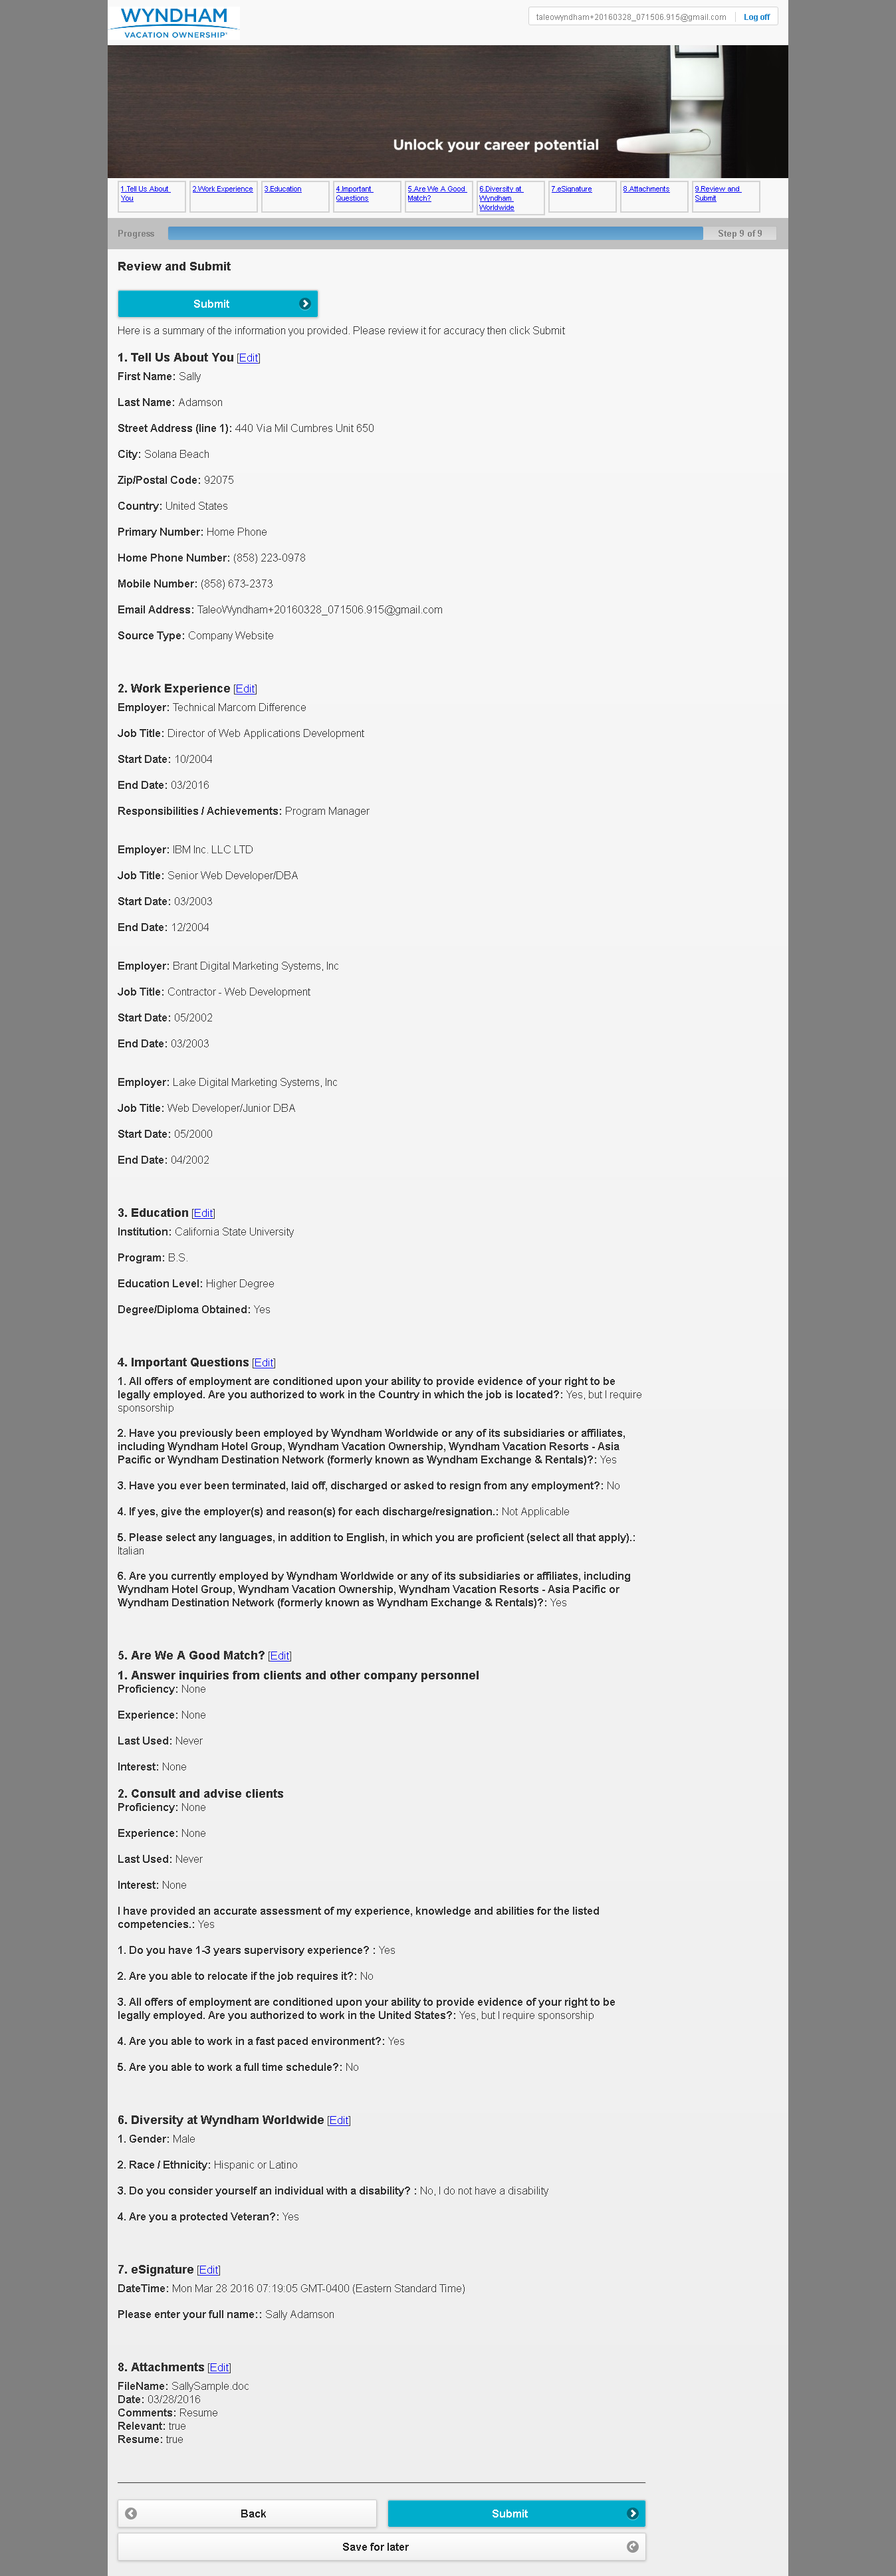 WYNDHAM
VACATION OWNERSHIP®
taleowyndham+20160328_071506.915@gmail.com
Log off
Unlock your career potential
1.Tell Us About
You
2.Work Experience
3.Education
4.Important
Questions
5.Are We A Good
Match?
6.Diversity at
Wyndham
Worldwide
7.eSignature
8.Attachments
9.Review and
Submit
Progress
Step 9 of 9
Review and Submit
Submit
Here is a summary of the information you provided. Please review it for accuracy then click Submit
1. Tell Us About You [Edit]
First Name: Sally
Last Name: Adamson
Street Address (line 1): 440 Via Mil Cumbres Unit 650
City: Solana Beach
Zip/Postal Code: 92075
Country: United States
Primary Number: Home Phone
Home Phone Number: (858) 223-0978
Mobile Number: (858) 673-2373
Email Address: TaleoWyndham+20160328_071506.915@gmail.com
Source Type: Company Website
2. Work Experience [Edit]
Employer: Technical Marcom Difference
Job Title: Director of Web Applications Development
Start Date: 10/2004
End Date: 03/2016
Responsibilities / Achievements: Program Manager
Employer: IBM Inc. LLC LTD
Job Title: Senior Web Developer/DBA
Start Date: 03/2003
End Date: 12/2004
Employer: Brant Digital Marketing Systems, Inc
Job Title: Contractor - Web Development
Start Date: 05/2002
End Date: 03/2003
Employer: Lake Digital Marketing Systems, Inc
Job Title: Web Developer/Junior DBA
Start Date: 05/2000
End Date: 04/2002
3. Education [Edit]
Institution: California State University
Program: B.S.
Education Level: Higher Degree
Degree/Diploma Obtained: Yes
4. Important Questions [Edit]
1. All offers of employment are conditioned upon your ability to provide evidence of your right to be
legally employed. Are you authorized to work in the Country in which the job is located?: Yes, but I require
sponsorship
2. Have you previously been employed by Wyndham Worldwide or any of its subsidiaries or affiliates,
including Wyndham Hotel Group, Wyndham Vacation Ownership, Wyndham Vacation Resorts - Asia
Pacific or Wyndham Destination Network (formerly known as Wyndham Exchange & Rentals)?: Yes
3. Have you ever been terminated, laid off, discharged or asked to resign from any employment?: No
4. If yes, give the employer(s) and reason(s) for each discharge/resignation.: Not Applicable
5. Please select any languages, in addition to English, in which you are proficient (select all that apply).:
Italian
6. Are you currently employed by Wyndham Worldwide or any of its subsidiaries or affiliates, including
Wyndham Hotel Group, Wyndham Vacation Ownership, Wyndham Vacation Resorts - Asia Pacific or
Wyndham Destination Network (formerly known as Wyndham Exchange & Rentals)?: Yes
5. Are We A Good Match? [Edit]
1. Answer inquiries from clients and other company personnel
Proficiency: None
Experience: None
Last Used: Never
Interest: None
2. Consult and advise clients
Proficiency: None
Experience: None
Last Used: Never
Interest: None
I have provided an accurate assessment of my experience, knowledge and abilities for the listed
competencies.: Yes
1. Do you have 1-3 years supervisory experience? : Yes
2. Are you able to relocate if the job requires it?: No
3. All offers of employment are conditioned upon your ability to provide evidence of your right to be
legally employed. Are you authorized to work in the United States?: Yes, but I require sponsorship
4. Are you able to work in a fast paced environment?: Yes
5. Are you able to work a full time schedule?: No
6. Diversity at Wyndham Worldwide [Edit]
1. Gender: Male
2. Race / Ethnicity: Hispanic or Latino
3. Do you consider yourself an individual with a disability? : No, I do not have a disability
4. Are you a protected Veteran?: Yes
7. eSignature [Edit]
DateTime: Mon Mar 28 2016 07:19:05 GMT-0400 (Eastern Standard Time)
Please enter your full name:: Sally Adamson
8. Attachments [Edit]
FileName: SallySample.doc
Date: 03/28/2016
Comments: Resume
Relevant: true
Resume: true
Back
Submit
Save for later